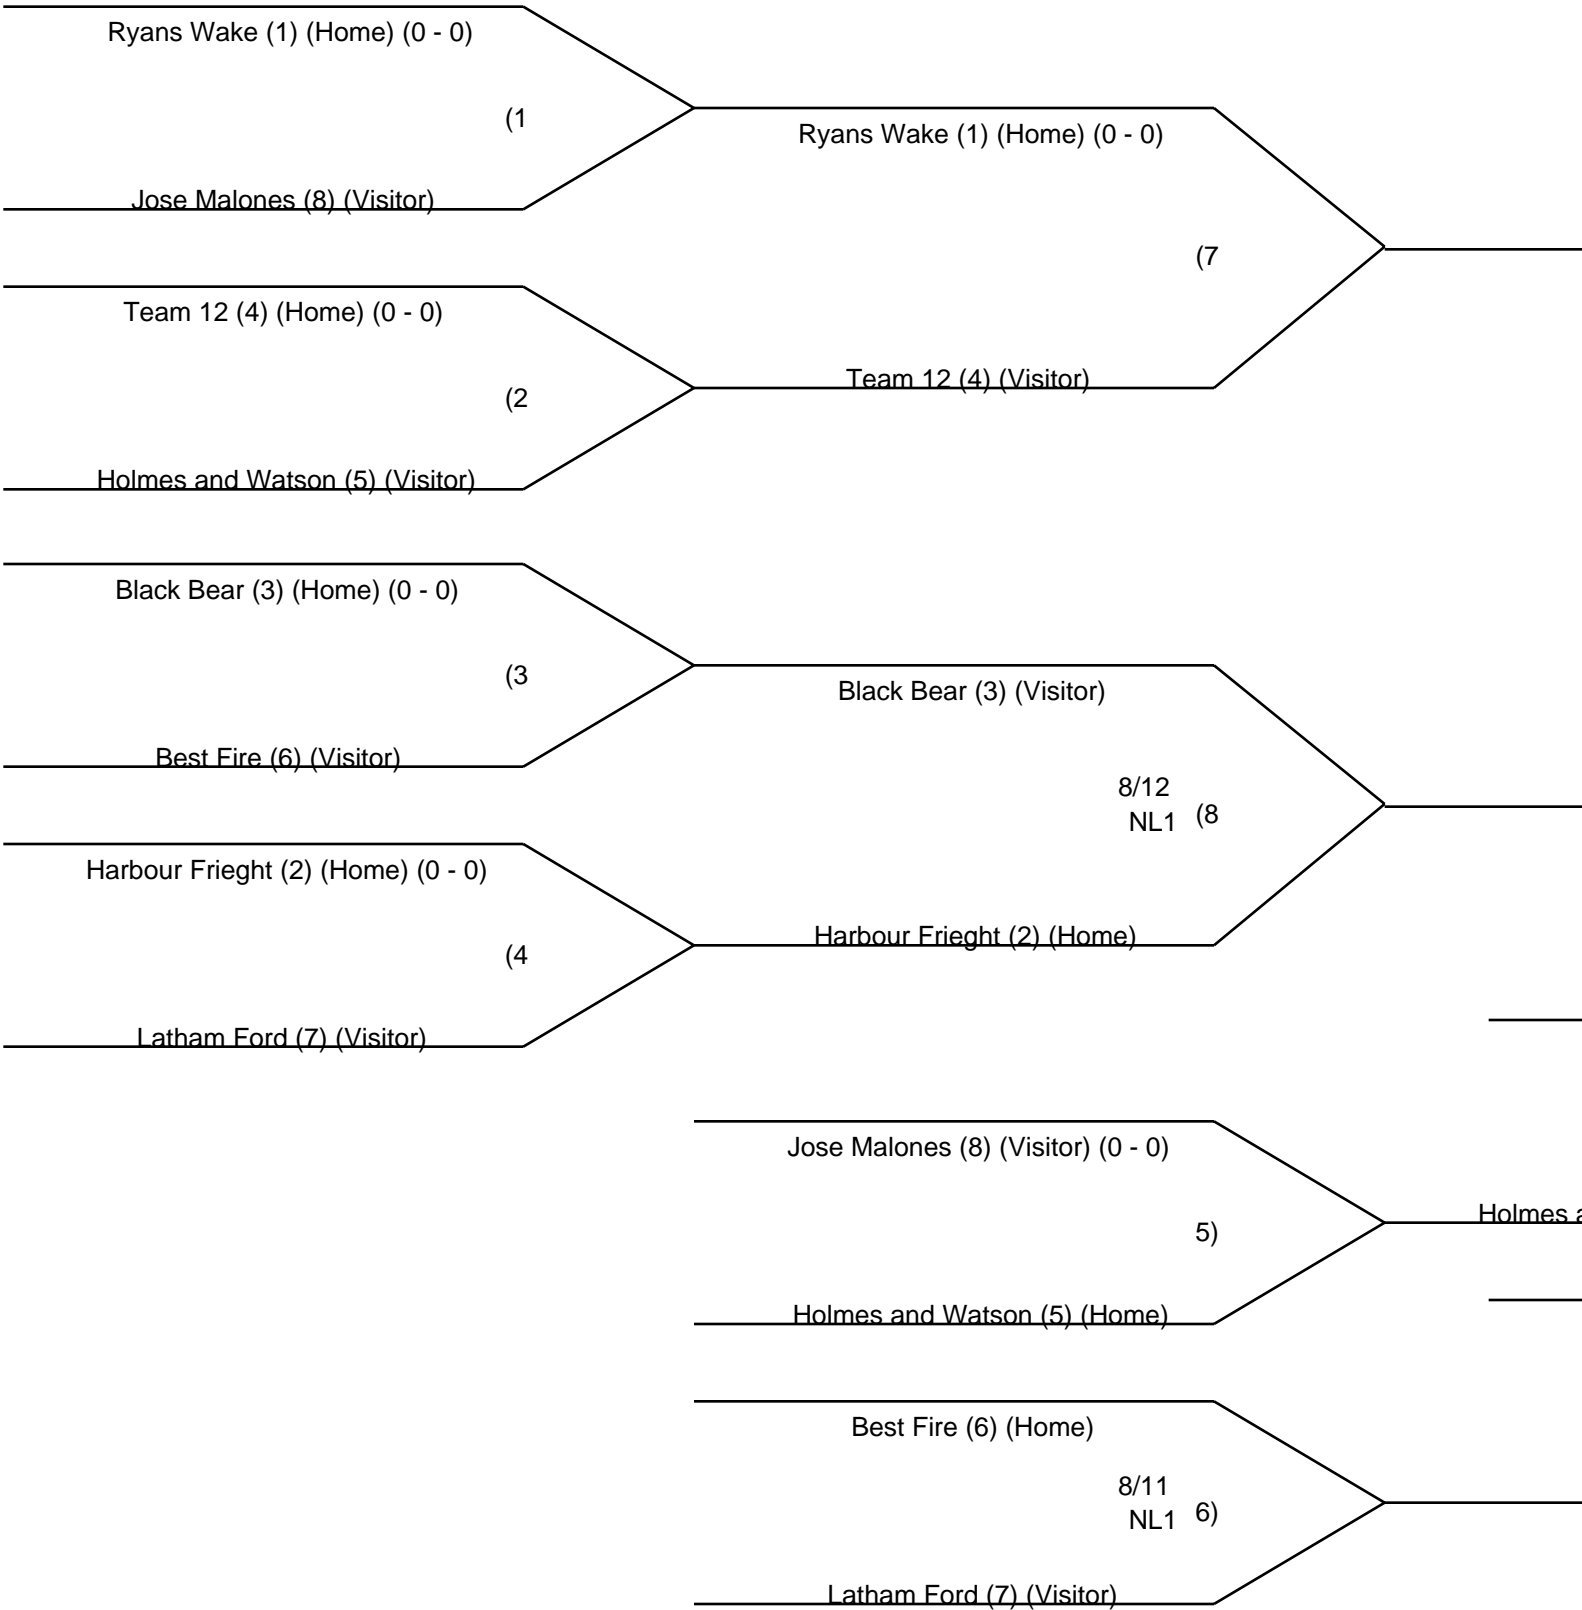 Ryans Wake (1) (Home) (0 - 0)
(1
Ryans Wake (1) (Home) (0 - 0)
Jose Malones (8) (Visitor)
(7
Team 12 (4) (Home) (0 - 0)
Team 12 (4) (Visitor)
(2
Holmes and Watson (5) (Visitor)
Black Bear (3) (Home) (0 - 0)
(3
Black Bear (3) (Visitor)
Best Fire (6) (Visitor)
8/12
NL1 (8
Harbour Frieght (2) (Home) (0 - 0)
Harbour Frieght (2) (Home)
(4
Latham Ford (7) (Visitor)
Jose Malones (8) (Visitor) (0 - 0)
Holmes a
5)
Holmes and Watson (5) (Home)
Best Fire (6) (Home)
8/11
NL1 6)
Latham Ford (7) (Visitor)